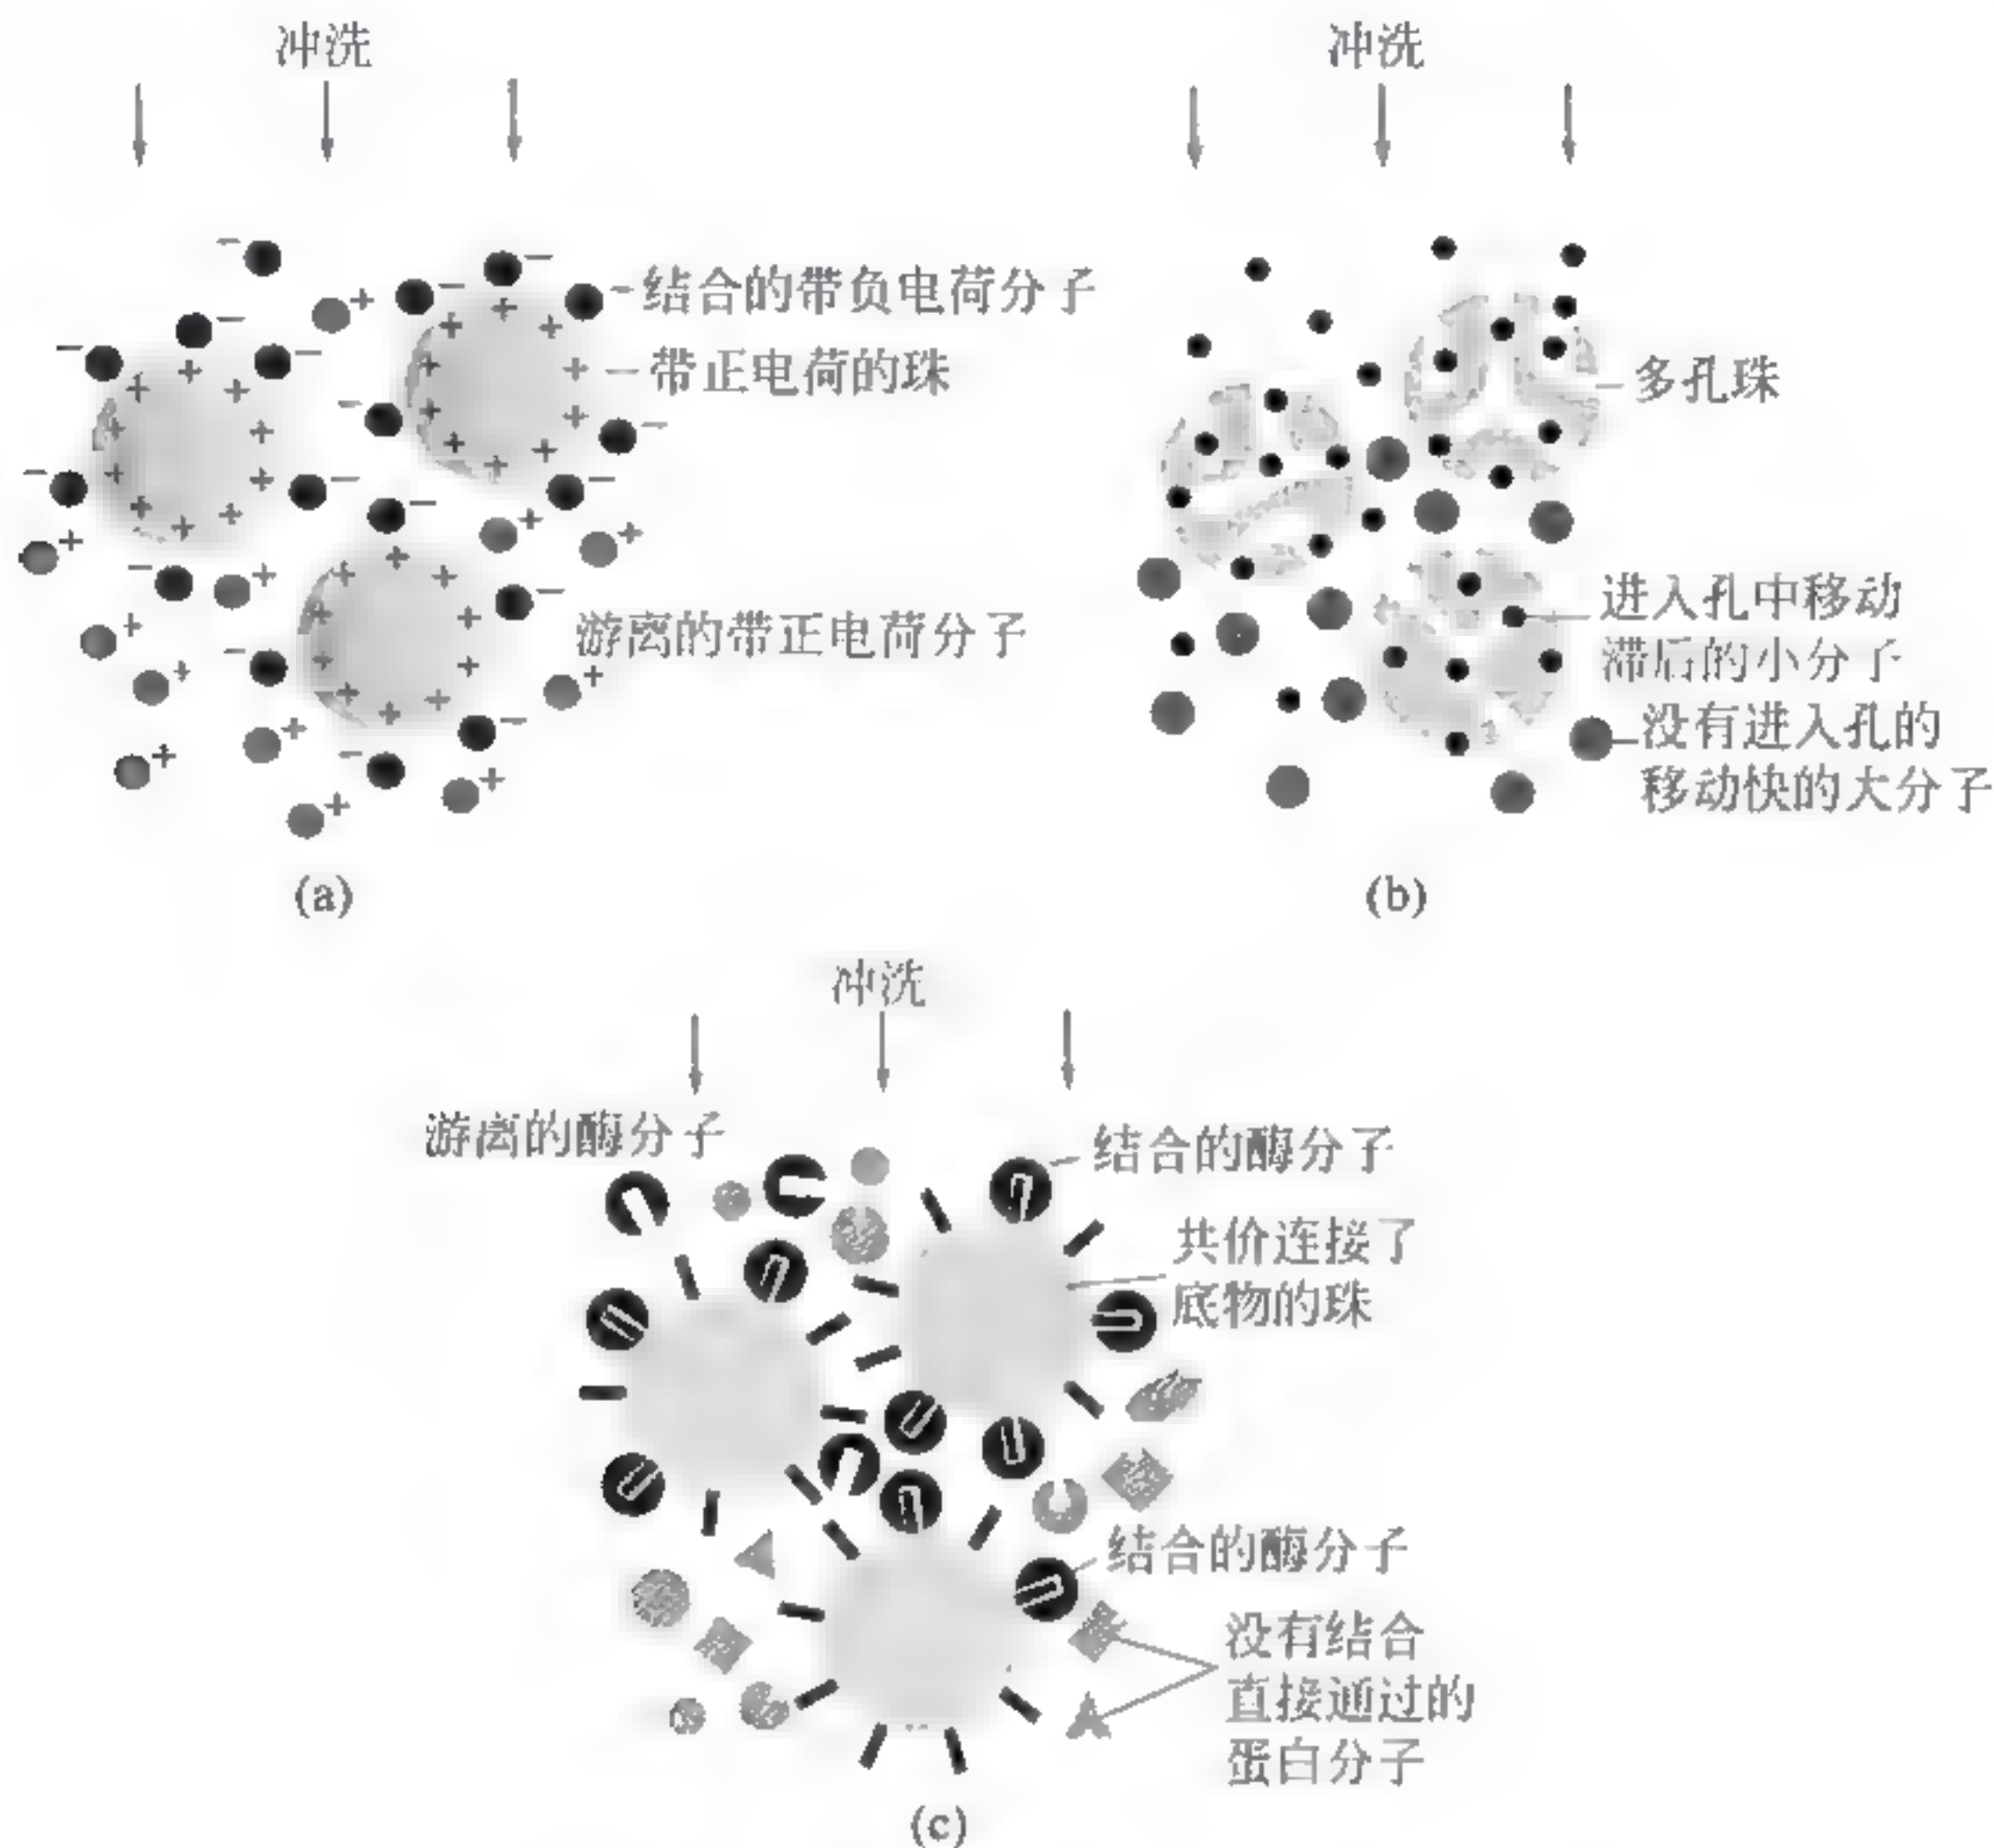 冲洗
结合的带负电荷分子
带正电荷的珠
游离的带正电荷分子
(a)
冲洗
多孔珠
进入孔中移动
滞后的小分子
没有进入孔的
移动快的大分子
(b)
冲洗
游离的酶分子
结合的酶分子
共价连接了
底物的珠
结合的酶分子
没有结合
直接通过的
蛋白分子
(c)